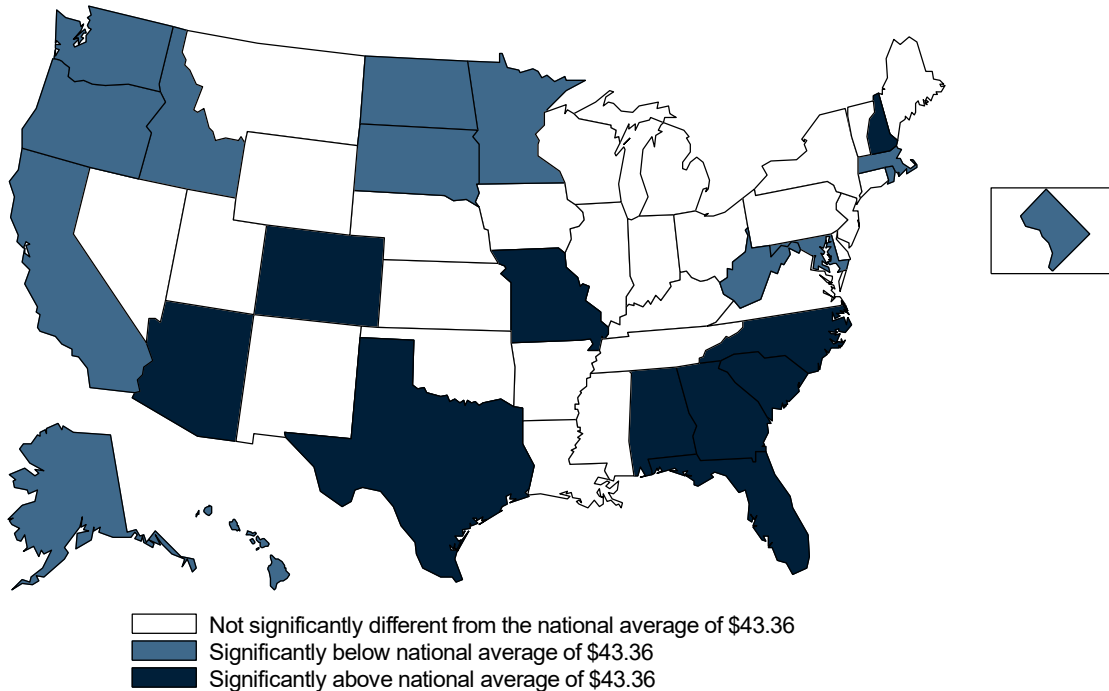 Not significantly different from the national average of $43.36
Significantly below national average of $43.36
Significantly above national average of $43.36